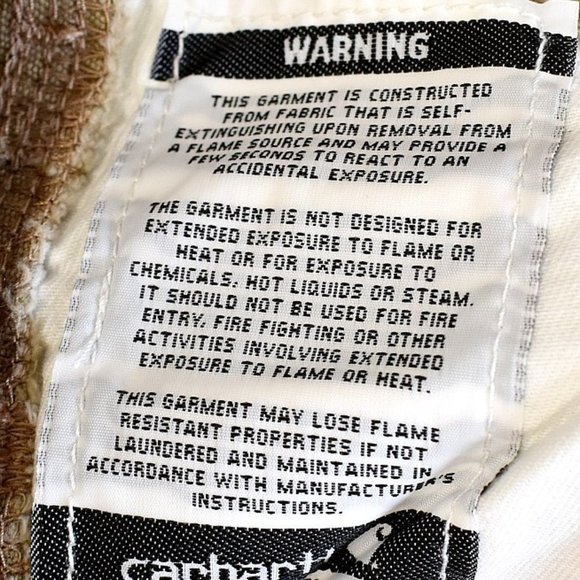 WARNING
THIS GARMENT IS CONSTRUCTED
FROM FABRIC THAT IS SELF-
EXTINGUISHING UPON REMOVAL FROM
A FLAME SOURCE AND MAY PROVIDE A
FEW SECONDS TO REACT TO AN
ACCIDENTAL EXPOSURE.
THE GARMENT IS NOT DESIGNED FOR
EXTENDED EXPOSURE TO FLAME OR
HEAT OR FOR EXPOSURE TO
CHEMICALS, HOT LIQUIDS OR STEAM.
IT SHOULD NOT BE USED FOR FIRE
ENTRY, FIRE FIGHTING OR OTHER
ACTIVITIES INVOLVING EXTENDED
EXPOSURE TO FLAME OR HEAT.
THIS GARMENT MAY LOSE FLAME
RESISTANT PROPERTIES IF NOT
LAUNDERED AND MAINTAINED IN
ACCORDANCE WITH MANUFACTURER'S
INSTRUCTIONS.
carhartt